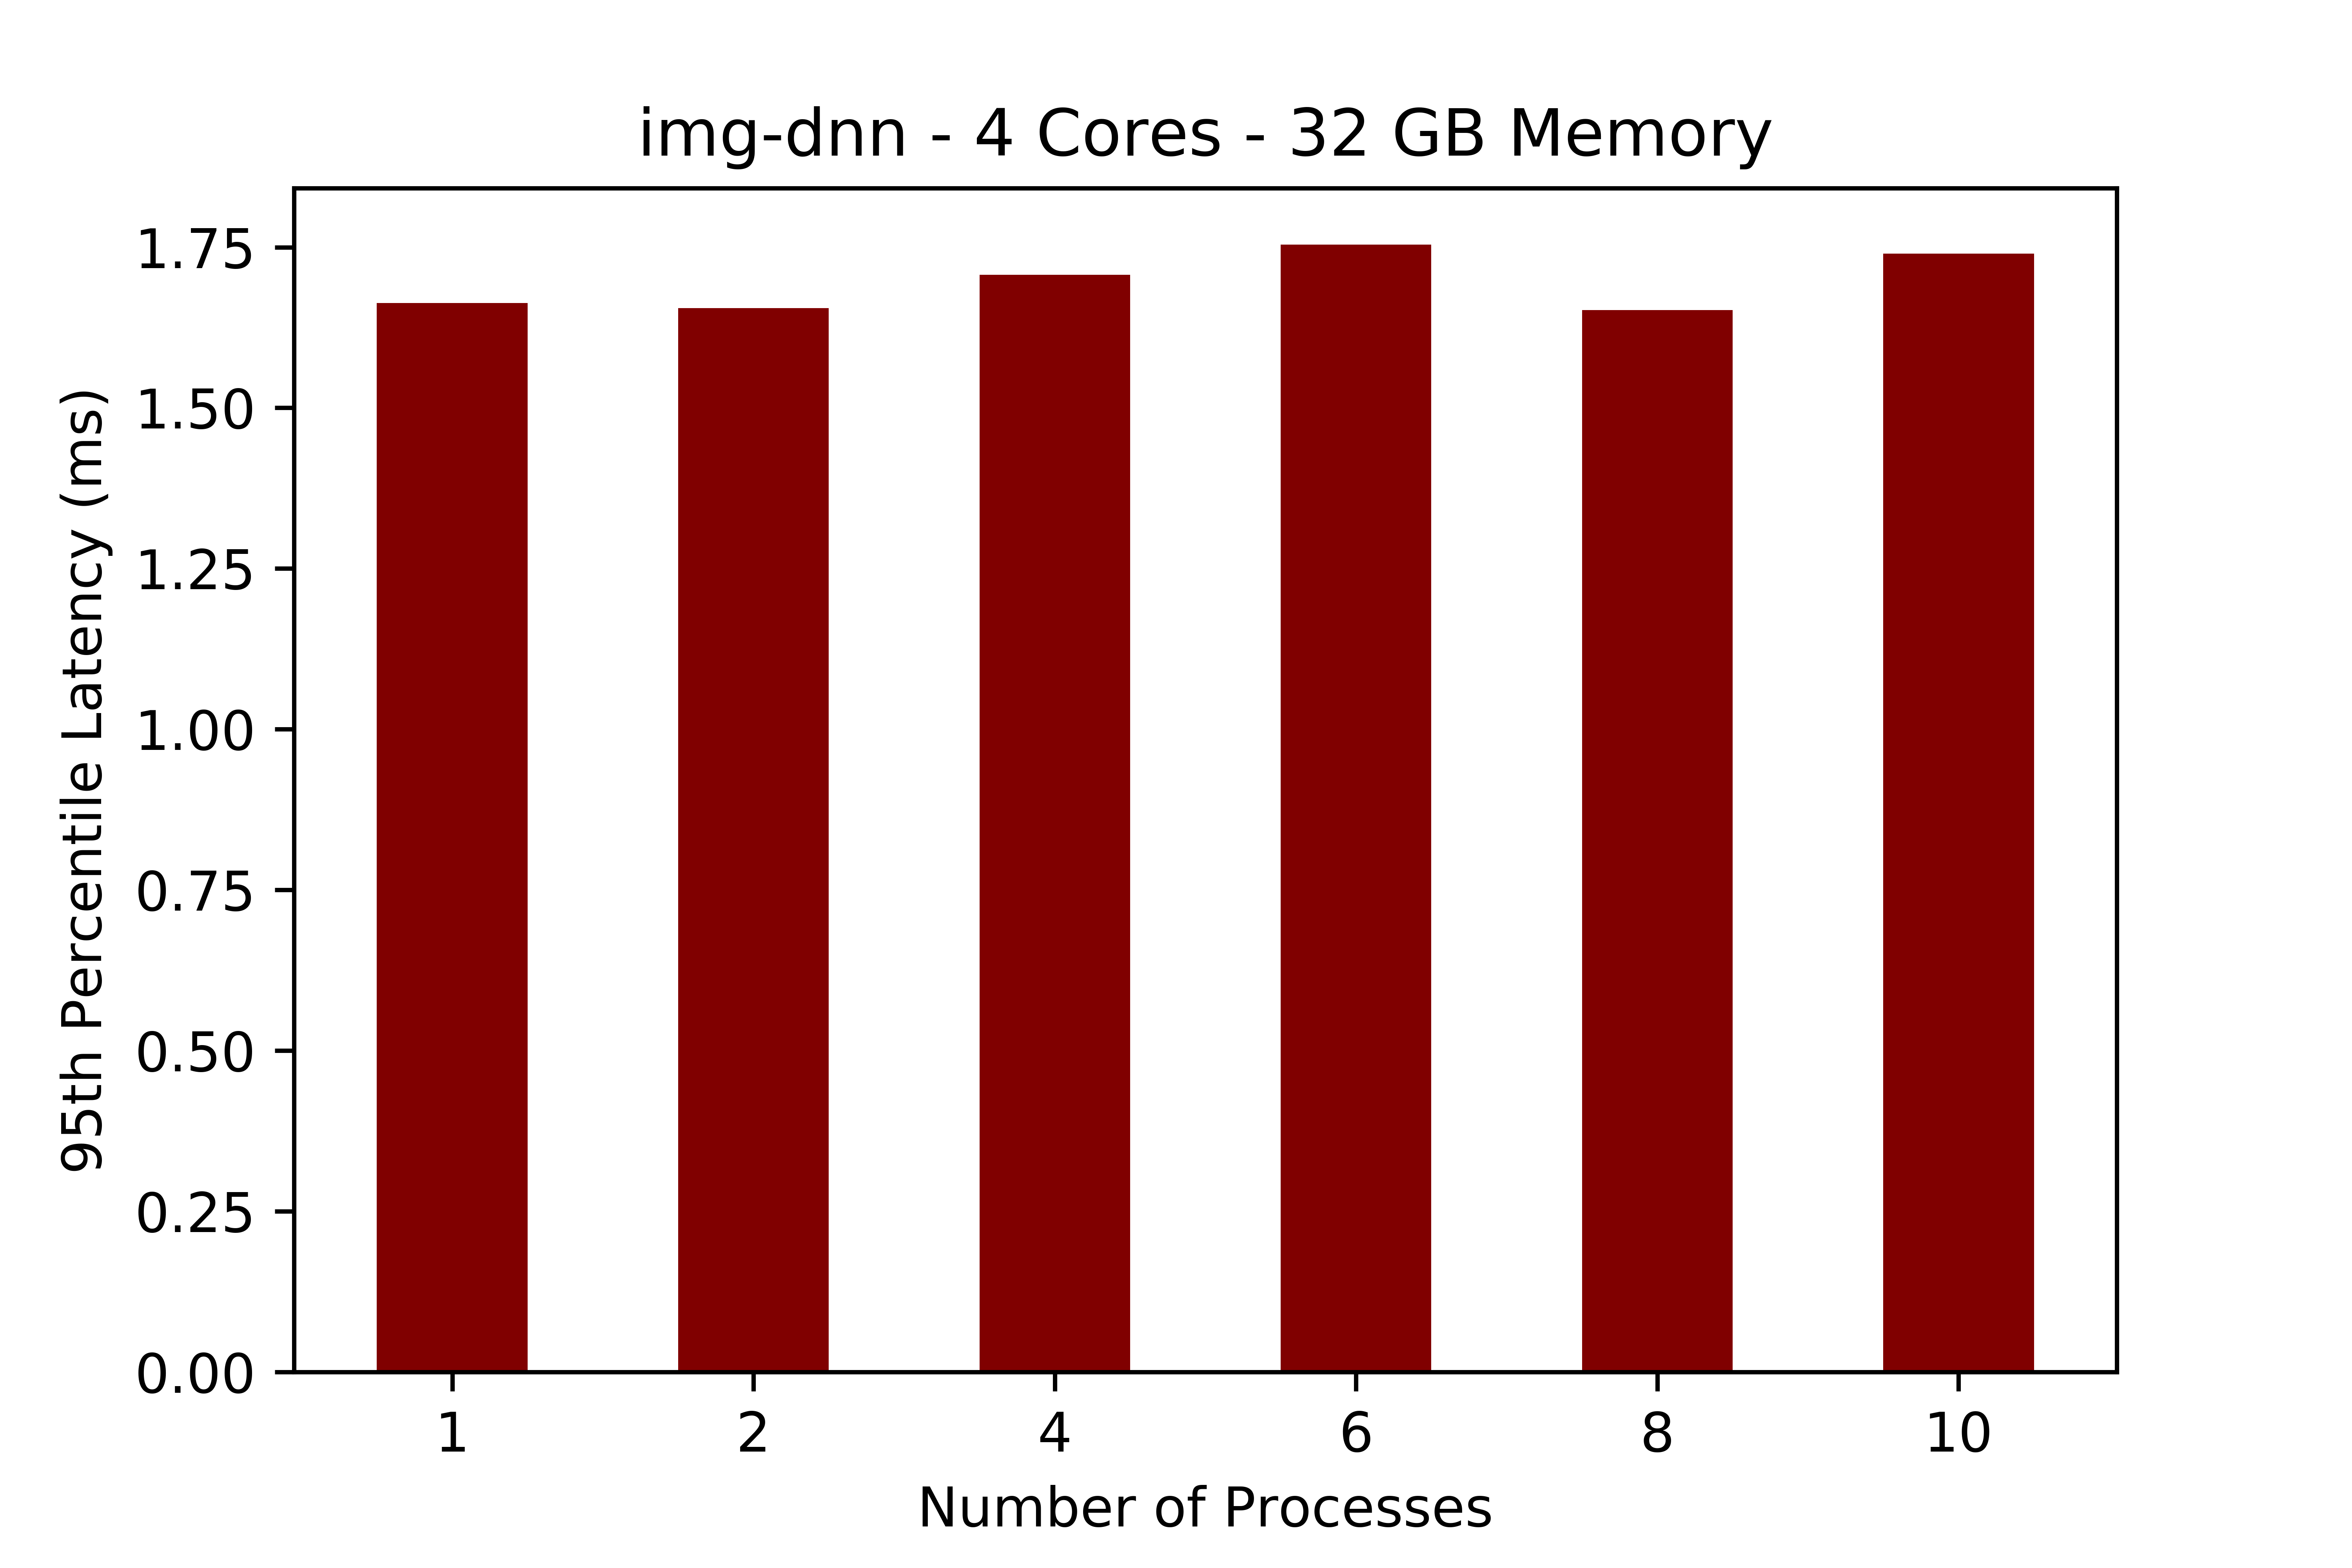 img-dnn - 4 Cores - 32 GB Memory
95th Percentile Latency (ms)
1.75
1.50
1.25
1.00
0.75
0.50
0.25
0.00
1 2 4 6 8 10
Number of Processes